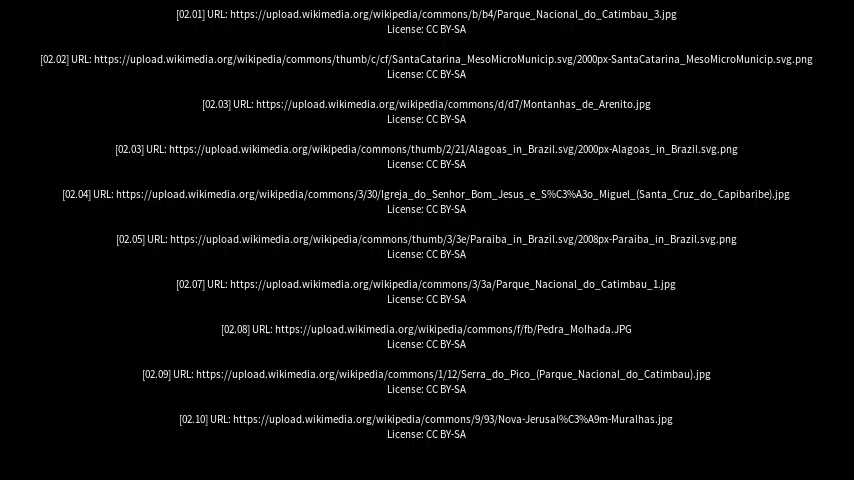 [02.01] URL: https://upload.wikimedia.org/wikipedia/commons/b/b4/Parque_Nacional_do_Catimbau_3.jpg
License: CC BY-SA
[02.02] URL: https://upload.wikimedia.org/wikipedia/commons/thumb/c/cf/SantaCatarina_MesoMicroMunicip.svg/2000px-SantaCatarina_MesoMicroMunicip.svg.png
License: CC BY-SA
[02.03] URL: https://upload.wikimedia.org/wikipedia/commons/d/d7/Montanhas_de_Arenito.jpg
License: CC BY-SA
[02.03] URL: https://upload.wikimedia.org/wikipedia/commons/thumb/2/21/Alagoas_in_Brazil.svg/2000px-Alagoas_in_Brazil.svg.png
License: CC BY-SA
[02.04] URL: https://upload.wikimedia.org/wikipedia/commons/3/30/Igreja_do_Senhor_Bom_Jesus_e_S%C3%A3o_Miguel_(Santa_Cruz_do_Capibaribe).jpg
License: CC BY-SA
[02.05] URL: https://upload.wikimedia.org/wikipedia/commons/thumb/3/3e/Paraiba_in_Brazil.svg/2008px-Paraiba_in_Brazil.svg.png
License: CC BY-SA
[02.07] URL: https://upload.wikimedia.org/wikipedia/commons/3/3a/Parque_Nacional_do_Catimbau_1.jpg
License: CC BY-SA
[02.08] URL: https://upload.wikimedia.org/wikipedia/commons/f/fb/Pedra_Molhada.JPG
License: CC BY-SA
[02.09] URL: https://upload.wikimedia.org/wikipedia/commons/1/12/Serra_do_Pico_(Parque_Nacional_do_Catimbau).jpg
License: CC BY-SA
[02.10] URL: https://upload.wikimedia.org/wikipedia/commons/9/93/Nova-Jerusal%C3%A9m-Muralhas.jpg
License: CC BY-SA